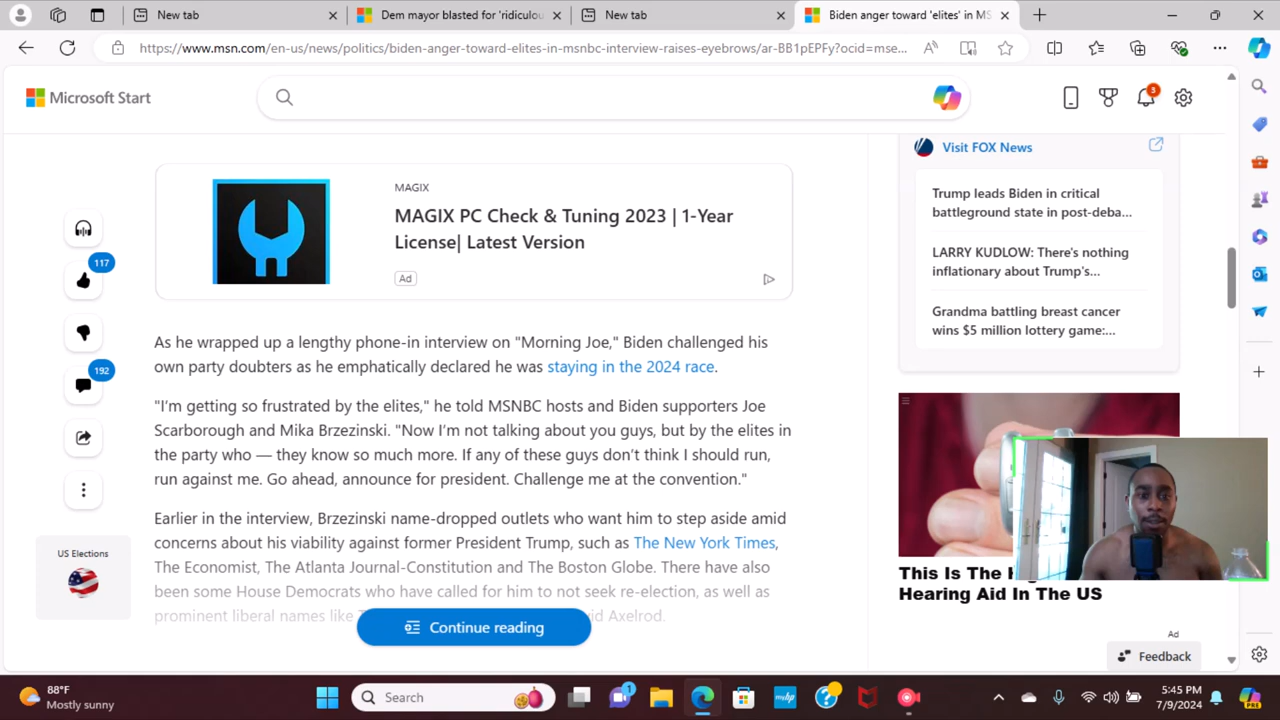 New tab
Dem mayor blasted for 'ridiculou
New tab
Biden anger toward 'elites' in MS
https://www.msn.com/en-us/news/politics/biden-anger-toward-elites-in-msnbc-interview-raises-eyebrows/ar-BB1pEPFy?ocid=mse...
Microsoft Start
3
Visit FOX News
Trump leads Biden in critical
battleground state in post-deba...
LARRY KUDLOW: There's nothing
inflationary about Trump's...
Grandma battling breast cancer
wins $5 million lottery game:...
MAGIX
MAGIX PC Check & Tuning 2023 | 1-Year
License| Latest Version
Ad
117
192
As he wrapped up a lengthy phone-in interview on "Morning Joe," Biden challenged his
own party doubters as he emphatically declared he was staying in the 2024 race.
"I'm getting so frustrated by the elites," he told MSNBC hosts and Biden supporters Joe
Scarborough and Mika Brzezinski. "Now I'm not talking about you guys, but by the elites in
the party who — they know so much more. If any of these guys don't think I should run,
run against me. Go ahead, announce for president. Challenge me at the convention."
Earlier in the interview, Brzezinski name-dropped outlets who want him to step aside amid
concerns about his viability against former President Trump, such as The New York Times,
The Economist, The Atlanta Journal-Constitution and The Boston Globe. There have also
been some House Democrats who have called for him to not seek re-election, as well as
prominent liberal names like
Axelrod.
Continue reading
US Elections
This Is The
Hearing Aid In The US
Ad
Feedback
88°F
Mostly sunny
Search
1
5:45 PM
7/9/2024
PRE